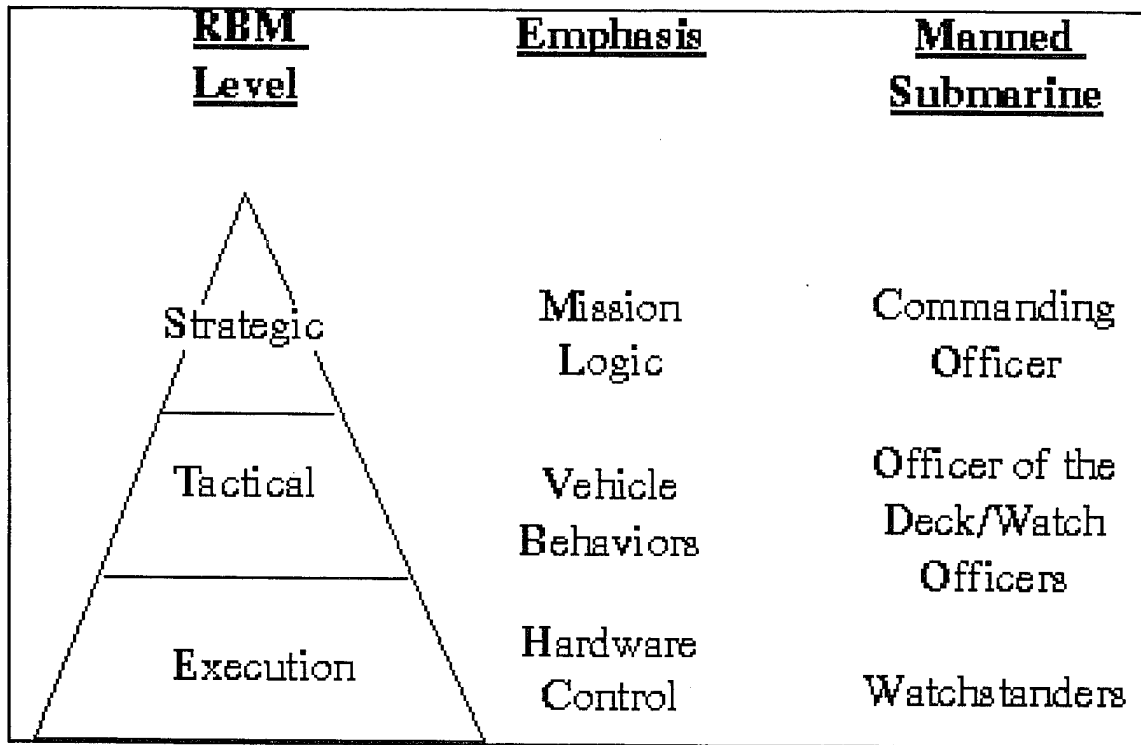 RBM Level
Emphasis
Manned Submarine
Strategic
Mission Logic
Commanding Officer
Tactical
Vehicle Behaviors
Officer of the Deck/Watch Officers
Execution
Hardware Control
Watchstanders